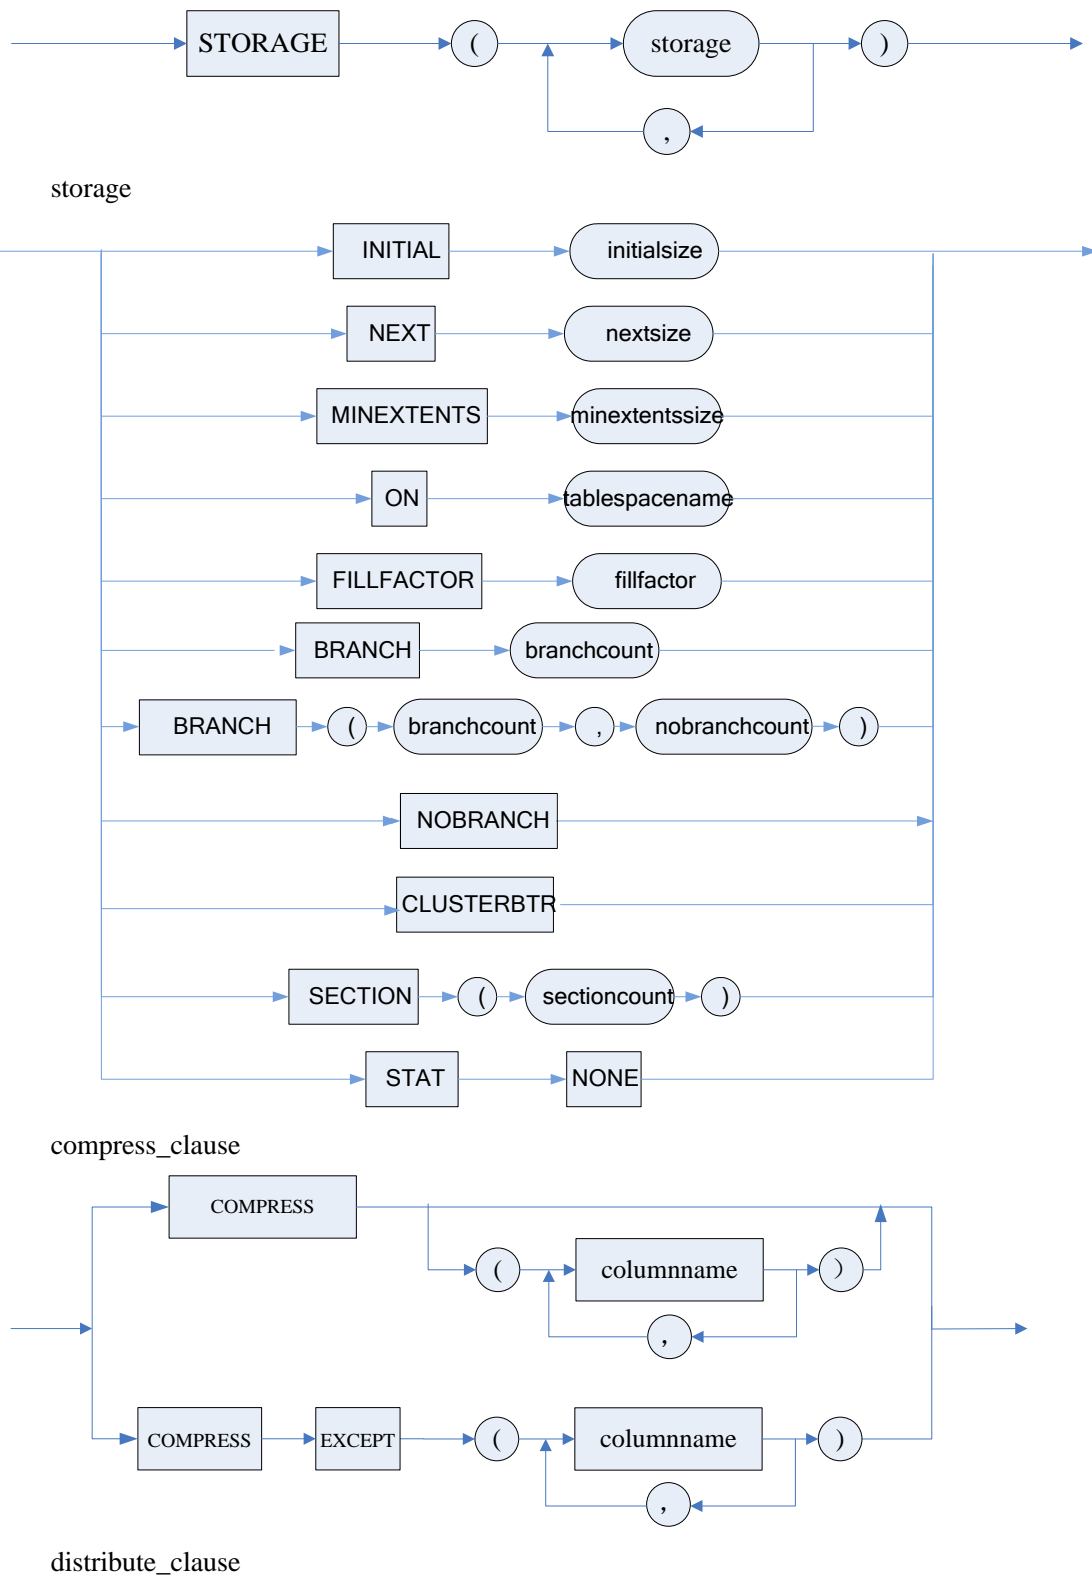 STORAGE ( storage )
,
storage
INITIAL initialsize
NEXT nextsize
MINEXTENTS minextentssize
ON tablespacename
FILLFACTOR fillfactor
BRANCH branchcount
BRANCH ( branchcount , nobranchcount )
NOBRANCH
CLUSTERBTR
SECTION ( sectioncount )
STAT NONE
compress_clause
COMPRESS
( columnname )
,
COMPRESS EXCEPT ( columnname )
,
distribute_clause